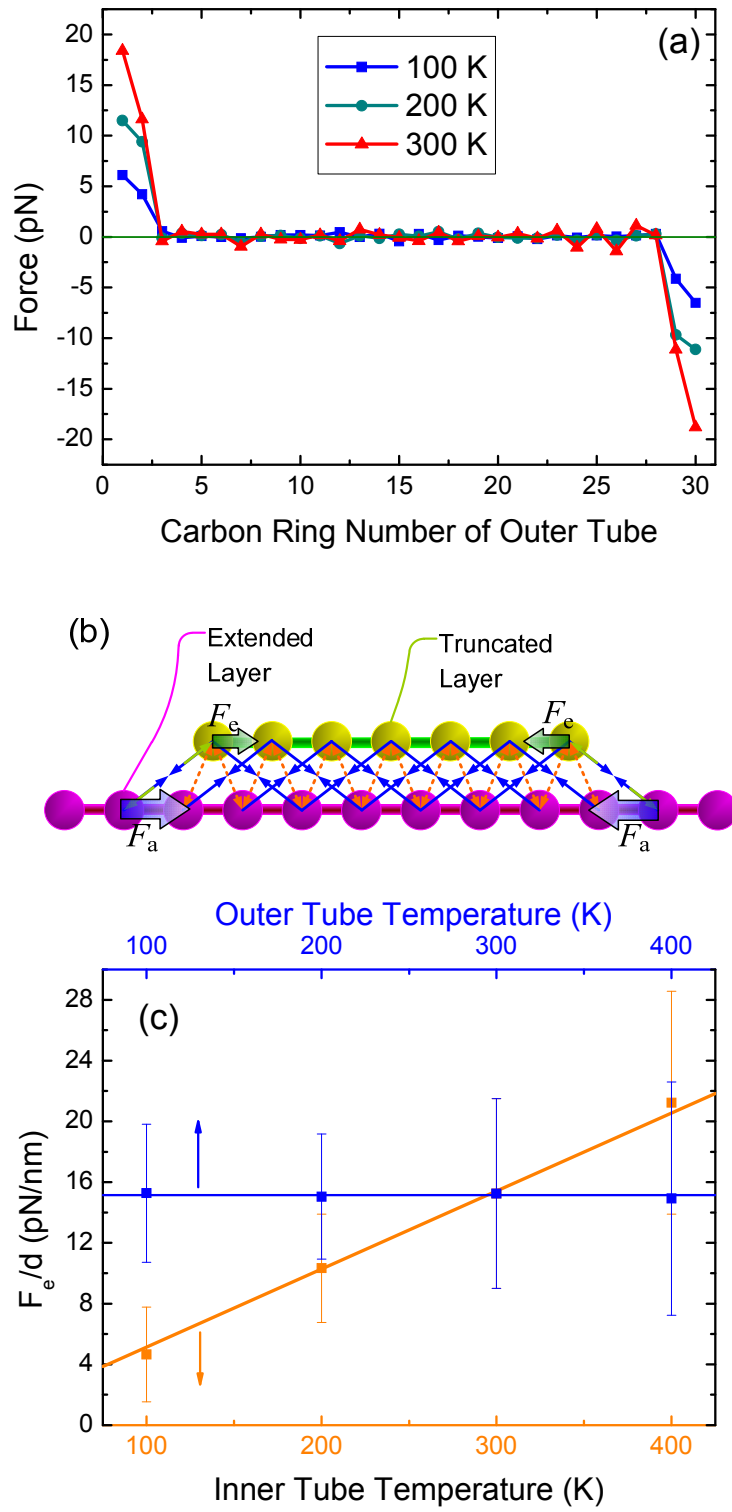 (a)
100 K
200 K
300 K
20
15
10
5
0
-5
-10
-15
-20
Force (pN)
0 5 10 15 20 25 30
Carbon Ring Number of Outer Tube
(b)
Extended
Layer
Truncated
Layer
Fe
Fe
Fa
Fa
Outer Tube Temperature (K)
100 200 300 400
(c)
28
24
20
16
12
8
4
0
Fe/d (pN/nm)
100 200 300 400
Inner Tube Temperature (K)